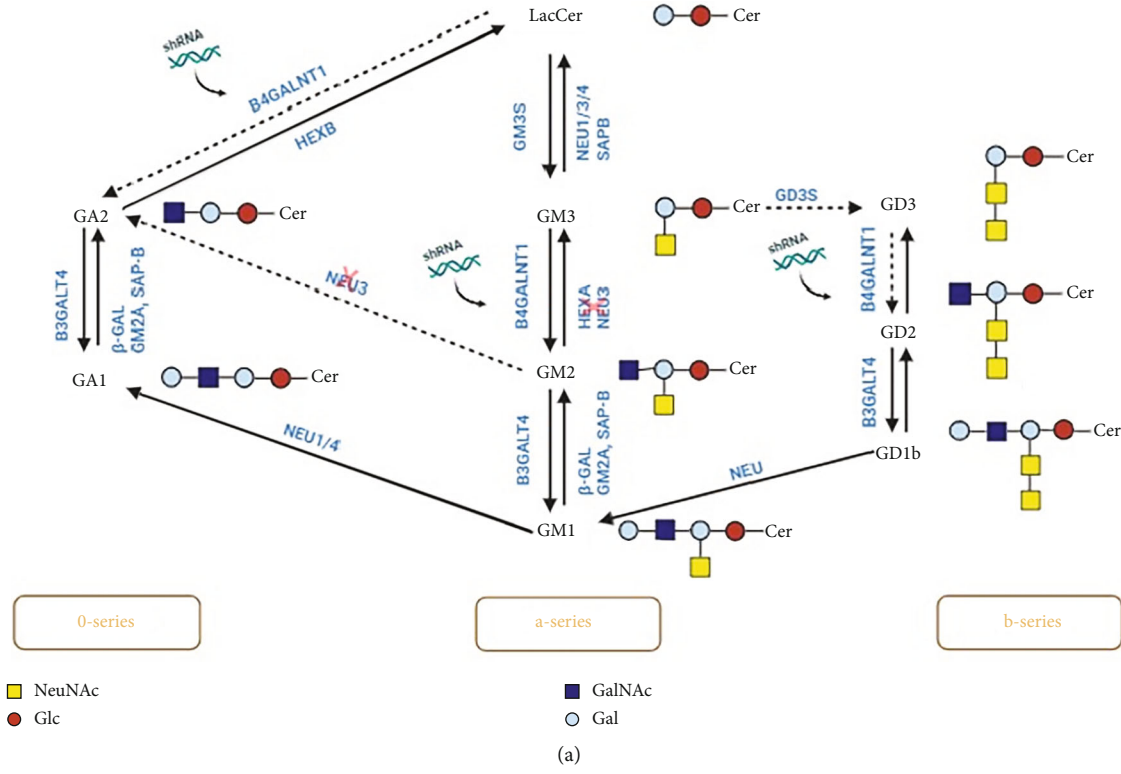 LacCer
Cer
shRNA
B4GALNT1
HEXB
GM3S
NEU1/3/4
SAPB
GA2
Cer
GM3
Cer
GD3S
GD3
Cer
B3GALT4
β-GAL
GM2A, SAP-B
NEU3
shRNA
B4GALNT1
HEXA
NEU3
shRNA
B4GALNT1
Cer
GD2
GA1
Cer
GM2
Cer
NEU1/4
B3GALT4
β-GAL
GM2A, SAP-B
B3GALT4
Cer
GD1b
NEU
GM1
Cer
0-series
a-series
b-series
NeuNAc
GalNAc
Glc
Gal
(a)